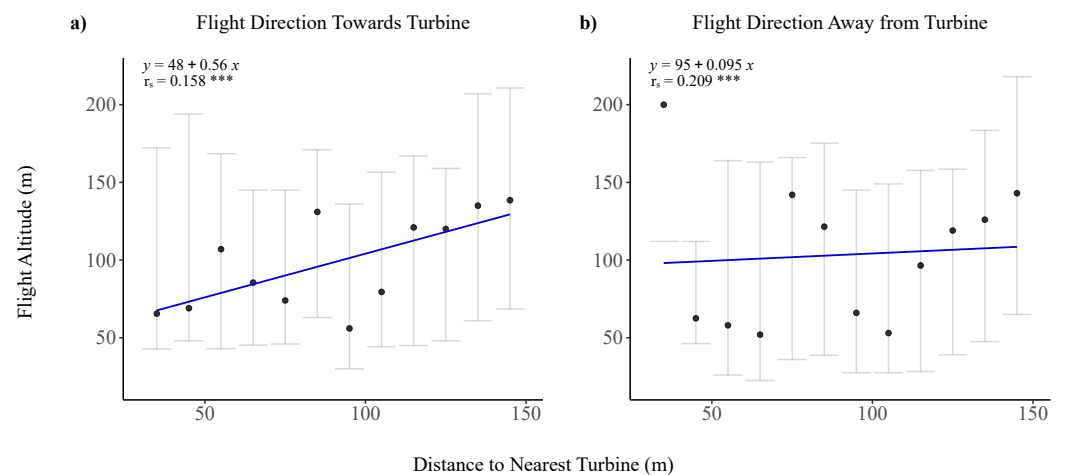 a) Flight Direction Towards Turbine
y = 48 + 0.56 x
rₛ = 0.158 ***
200
150
100
50
50 100 150
b) Flight Direction Away from Turbine
y = 95 + 0.095 x
rₛ = 0.209 ***
200
150
100
50
50 100 150
Flight Altitude (m)
Distance to Nearest Turbine (m)